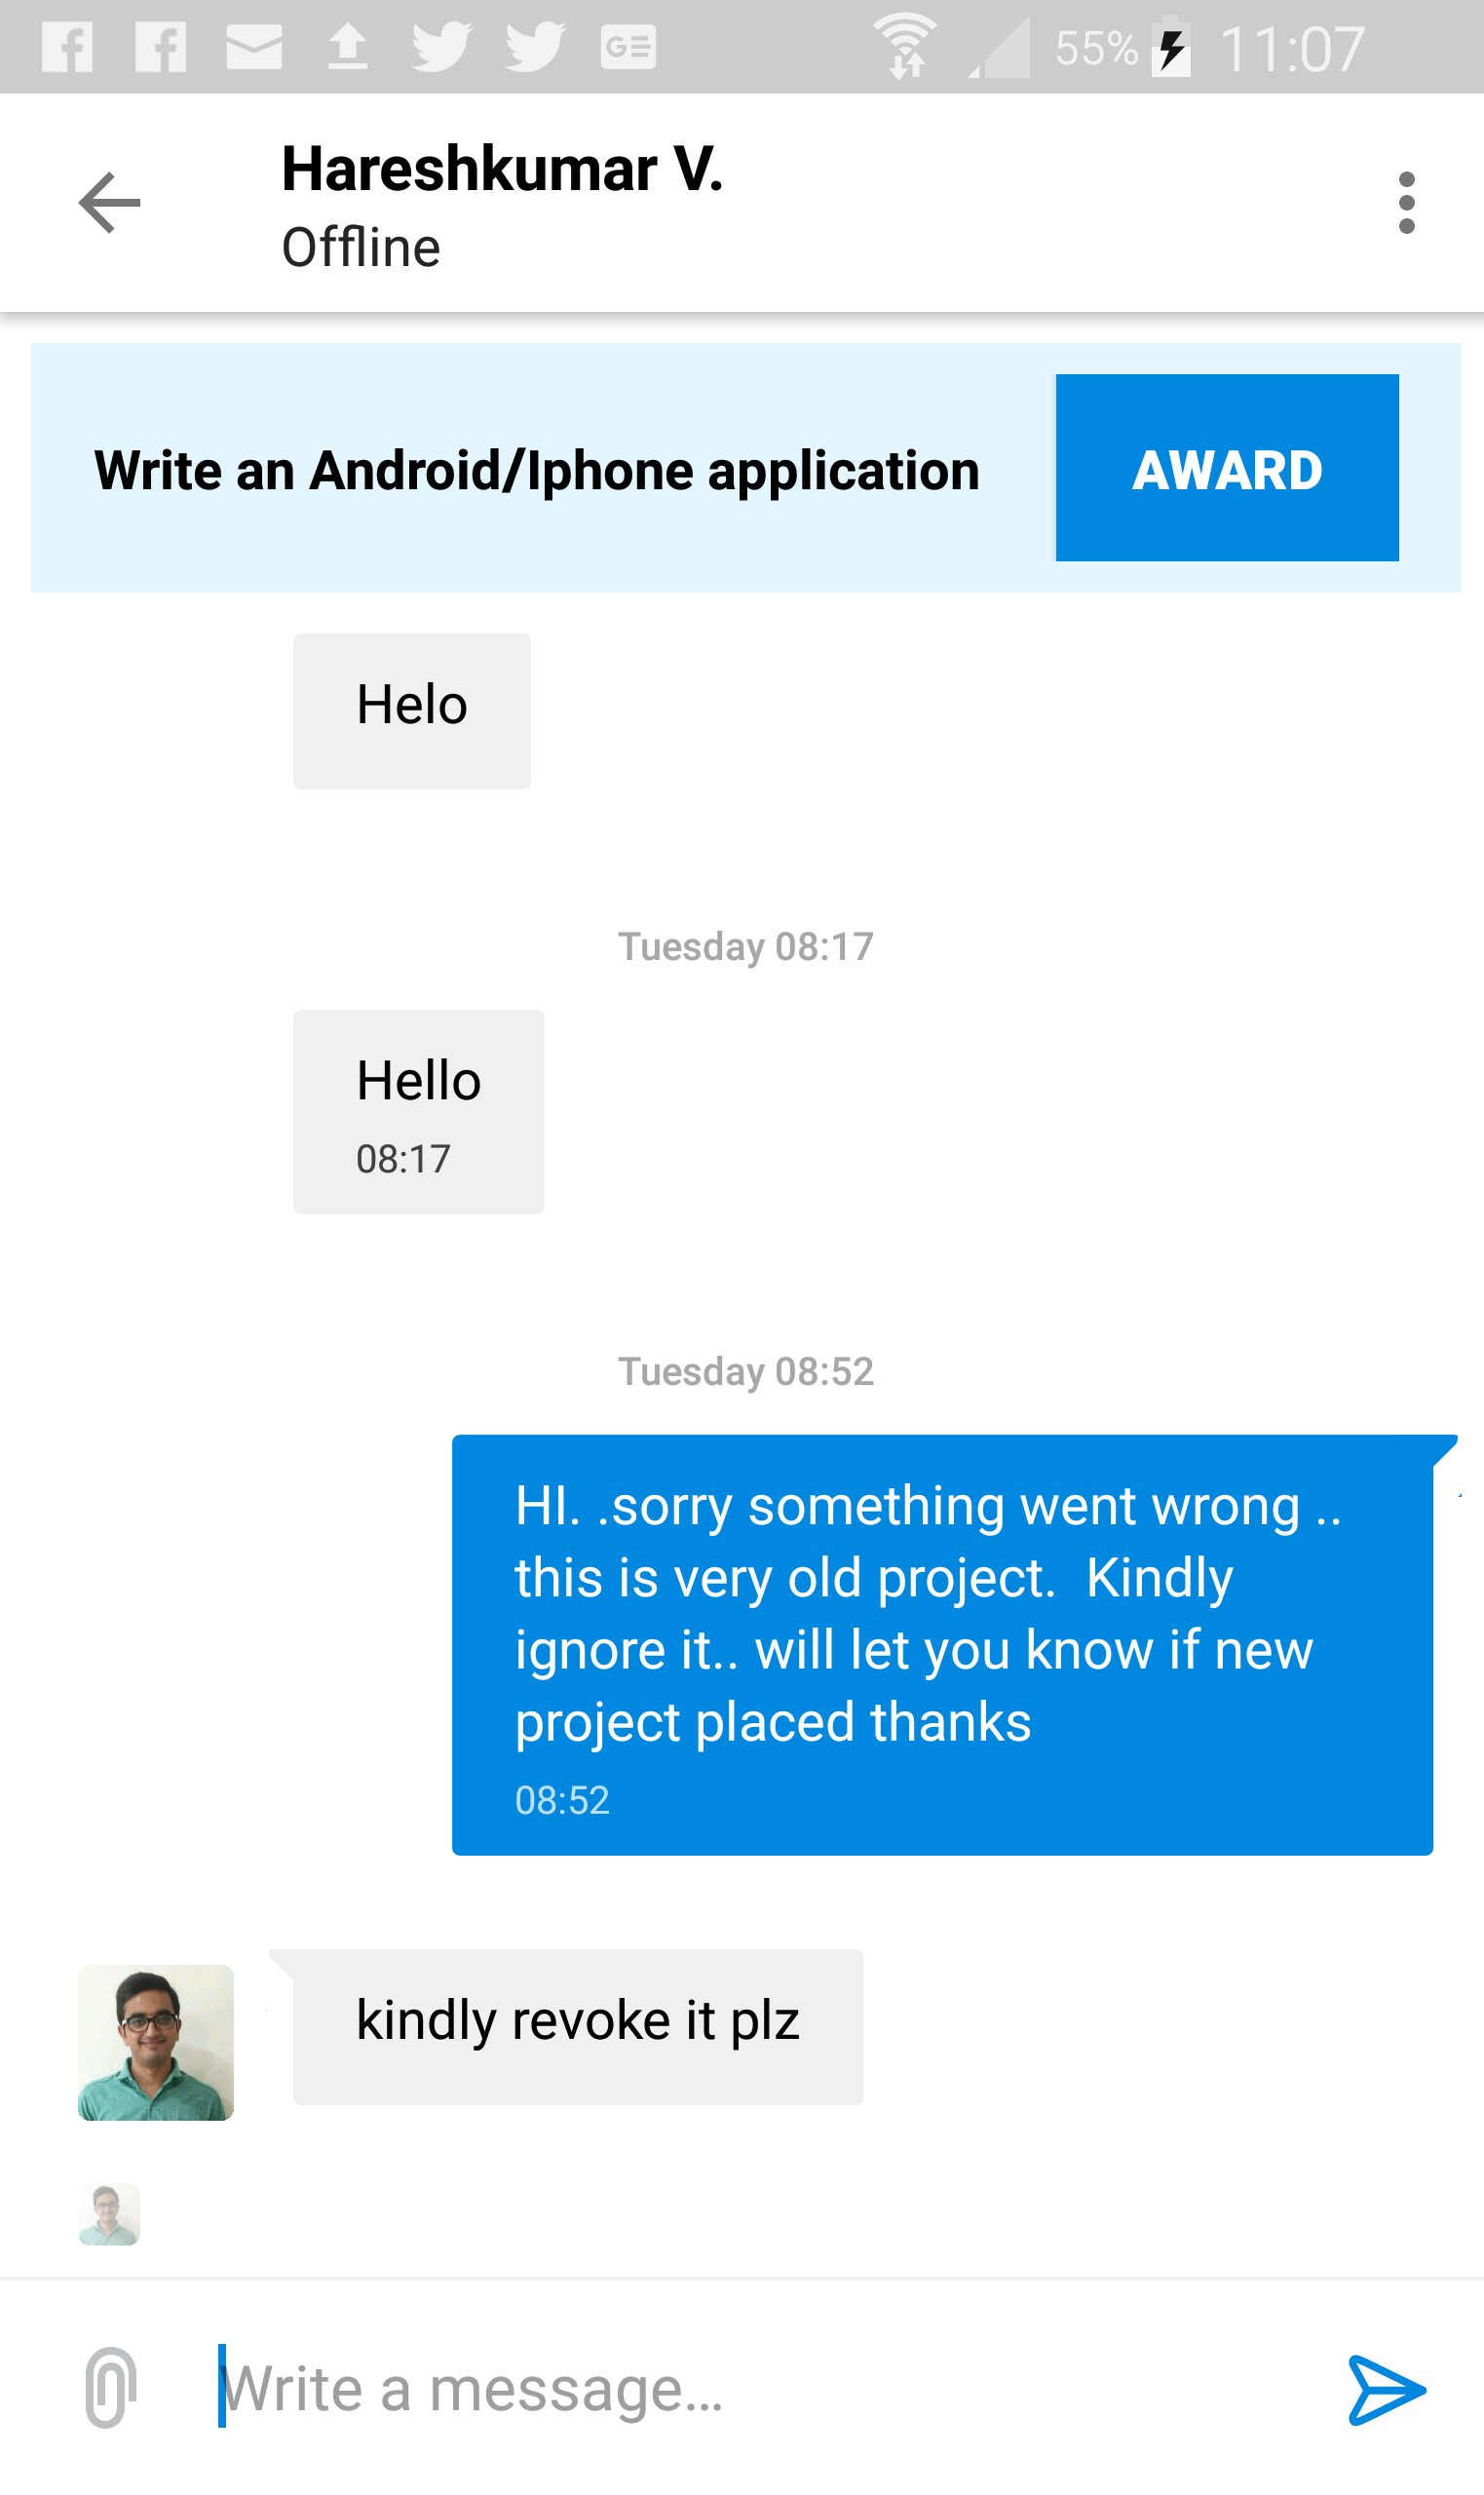 55% 11:07
Hareshkumar V.
Offline
Write an Android/Iphone application
AWARD
Helo
Tuesday 08:17
Hello
08:17
Tuesday 08:52
HI. .sorry something went wrong ..
this is very old project.  Kindly
ignore it.. will let you know if new
project placed thanks
08:52
kindly revoke it plz
Write a message...